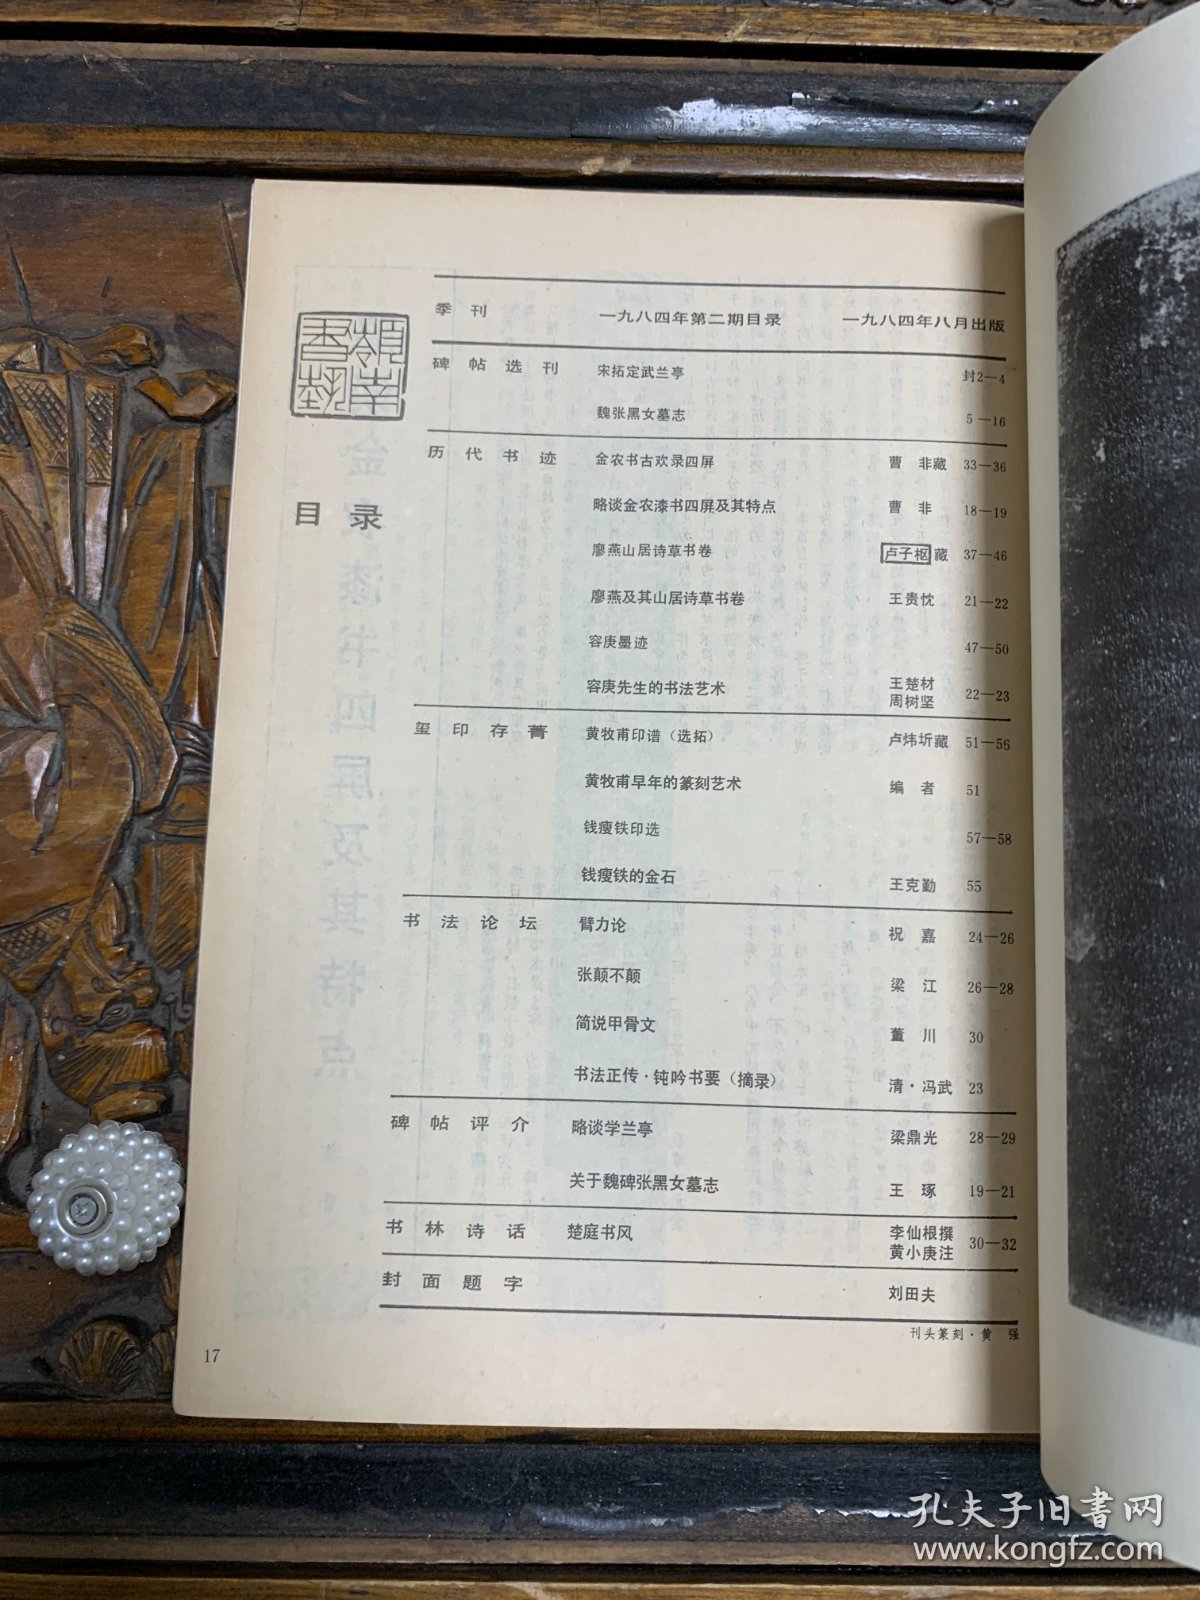 嶺南書藝
目录
季刊 一九八四年第二期目录 一九八四年八月出版
碑帖选刊 宋拓定武兰亭 封2—4
魏张黑女墓志 5—16
历代书迹 金农书古欢录四屏 曹非藏 33—36
略谈金农漆书四屏及其特点 曹非 18—19
廖燕山居诗草书卷 卢子枢藏 37—46
廖燕及其山居诗草书卷 王贵忱 21—22
容庚墨迹 47—50
容庚先生的书法艺术 王楚材 周树坚 22—23
玺印存菁 黄牧甫印谱（选拓） 卢炜圻藏 51—56
黄牧甫早年的篆刻艺术 编者 51
钱瘦铁印选 57—58
钱瘦铁的金石 王克勤 55
书法论坛 臂力论 祝嘉 24—26
张颠不颠 梁江 26—28
简说甲骨文 董川 30
书法正传·钝吟书要（摘录） 清·冯武 23
碑帖评介 略谈学兰亭 梁鼎光 28—29
关于魏碑张黑女墓志 王琢 19—21
书林诗话 楚庭书风 李仙根撰 黄小庚注 30—32
封面题字 刘田夫
刊头篆刻·黄强
17
金农漆书四屏及其特点
孔夫子旧书网
www.kongfz.com